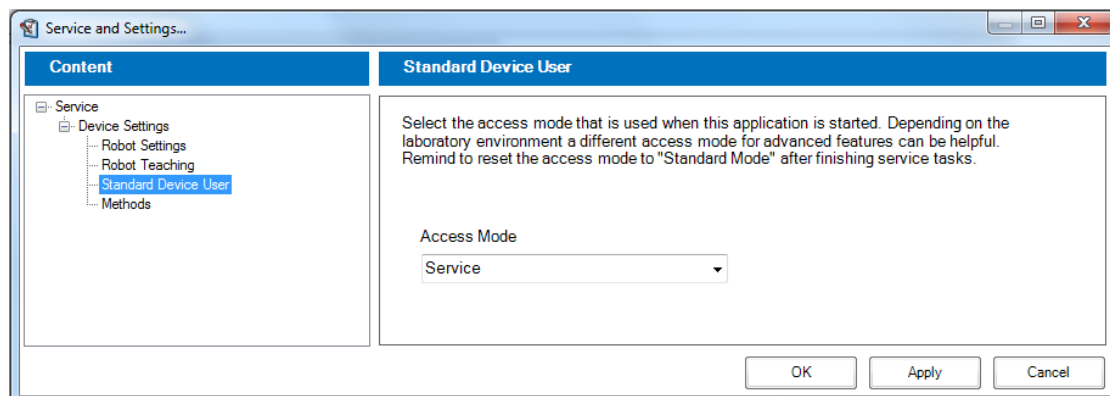 Service and Settings...
Content
Standard Device User
Service
Device Settings
Robot Settings
Robot Teaching
Standard Device User
Methods
Select the access mode that is used when this application is started. Depending on the
laboratory environment a different access mode for advanced features can be helpful.
Remind to reset the access mode to "Standard Mode" after finishing service tasks.
Access Mode
Service
OK
Apply
Cancel